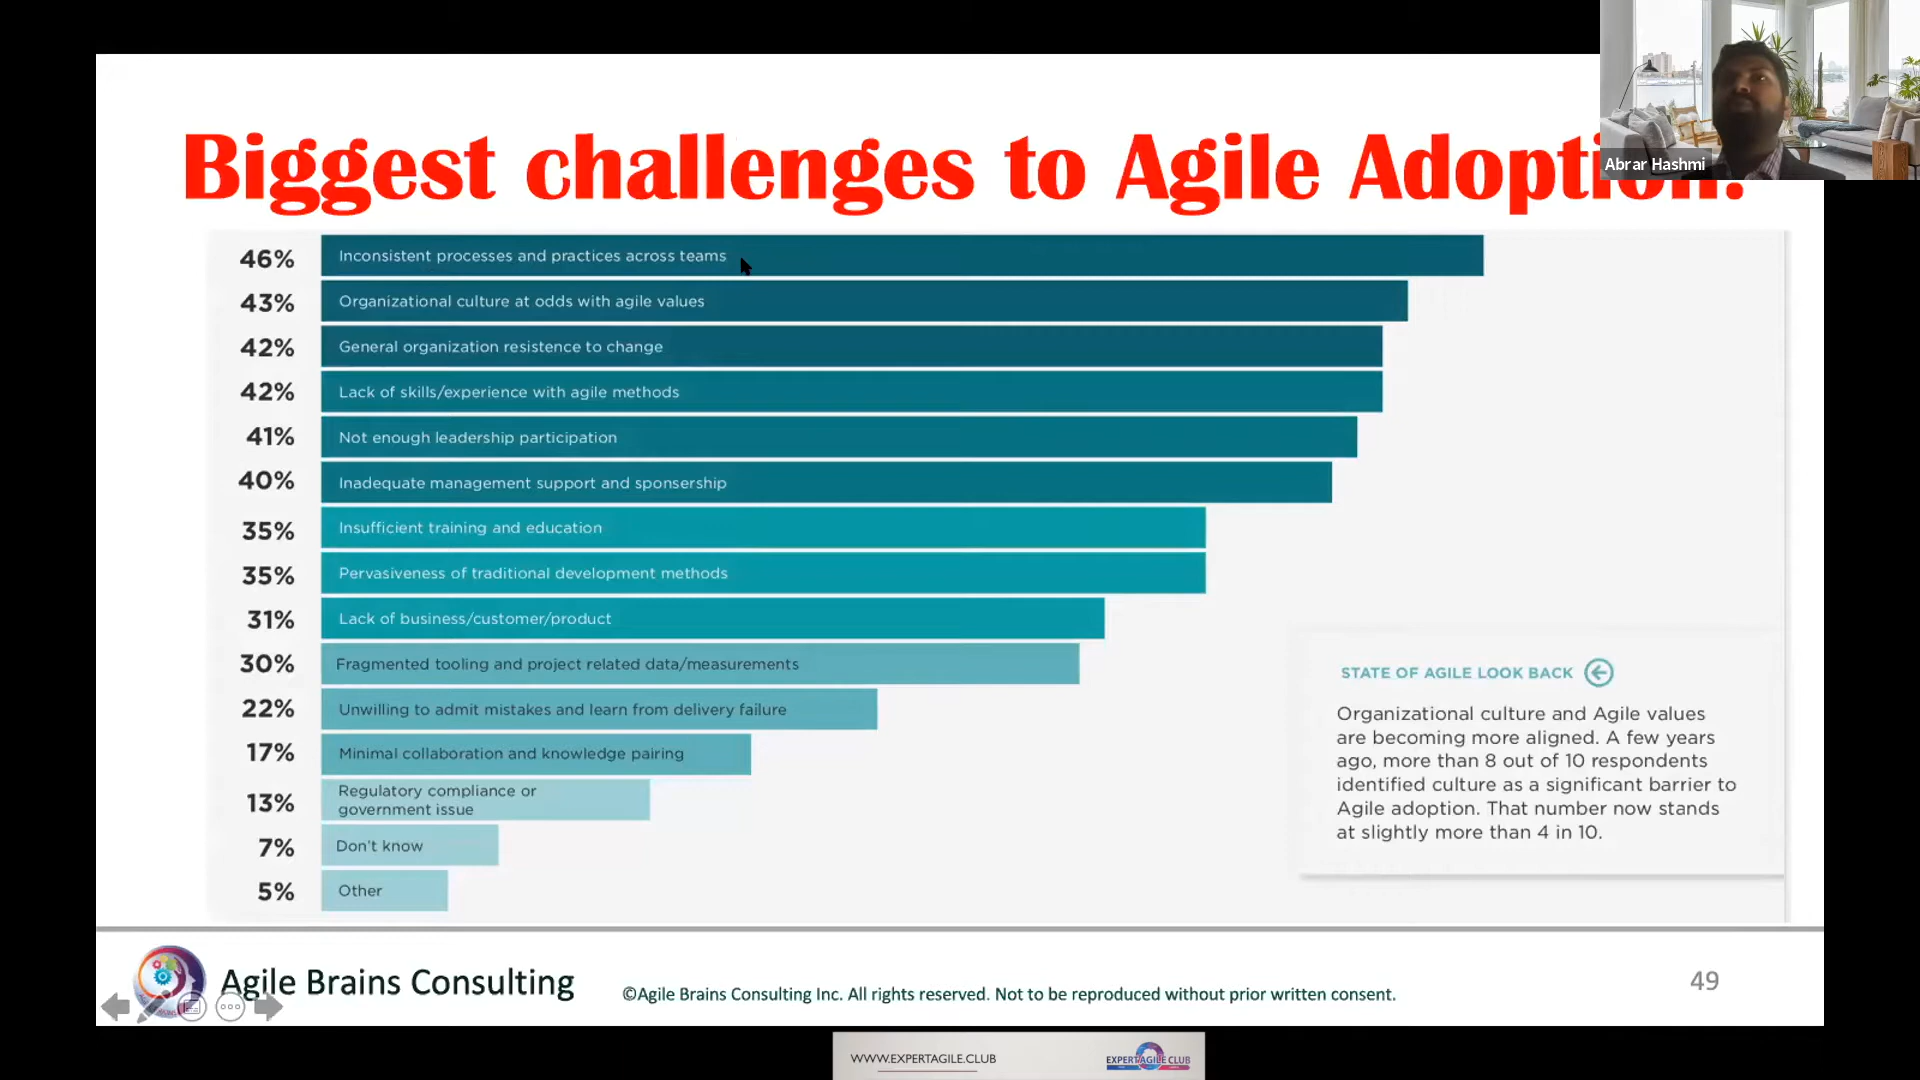 Biggest challenges to Agile Adoption.
Abrar Hashmi
46% Inconsistent processes and practices across teams
43% Organizational culture at odds with agile values
42% General organization resistence to change
42% Lack of skills/experience with agile methods
41% Not enough leadership participation
40% Inadequate management support and sponsership
35% Insufficient training and education
35% Pervasiveness of traditional development methods
31% Lack of business/customer/product
30% Fragmented tooling and project related data/measurements
22% Unwilling to admit mistakes and learn from delivery failure
17% Minimal collaboration and knowledge pairing
13% Regulatory compliance or
government issue
7% Don't know
5% Other
STATE OF AGILE LOOK BACK
Organizational culture and Agile values
are becoming more aligned. A few years
ago, more than 8 out of 10 respondents
identified culture as a significant barrier to
Agile adoption. That number now stands
at slightly more than 4 in 10.
Agile Brains Consulting
©Agile Brains Consulting Inc. All rights reserved. Not to be reproduced without prior written consent.
49
WWW.EXPERTAGILE.CLUB
EXPERTAGILE CLUB